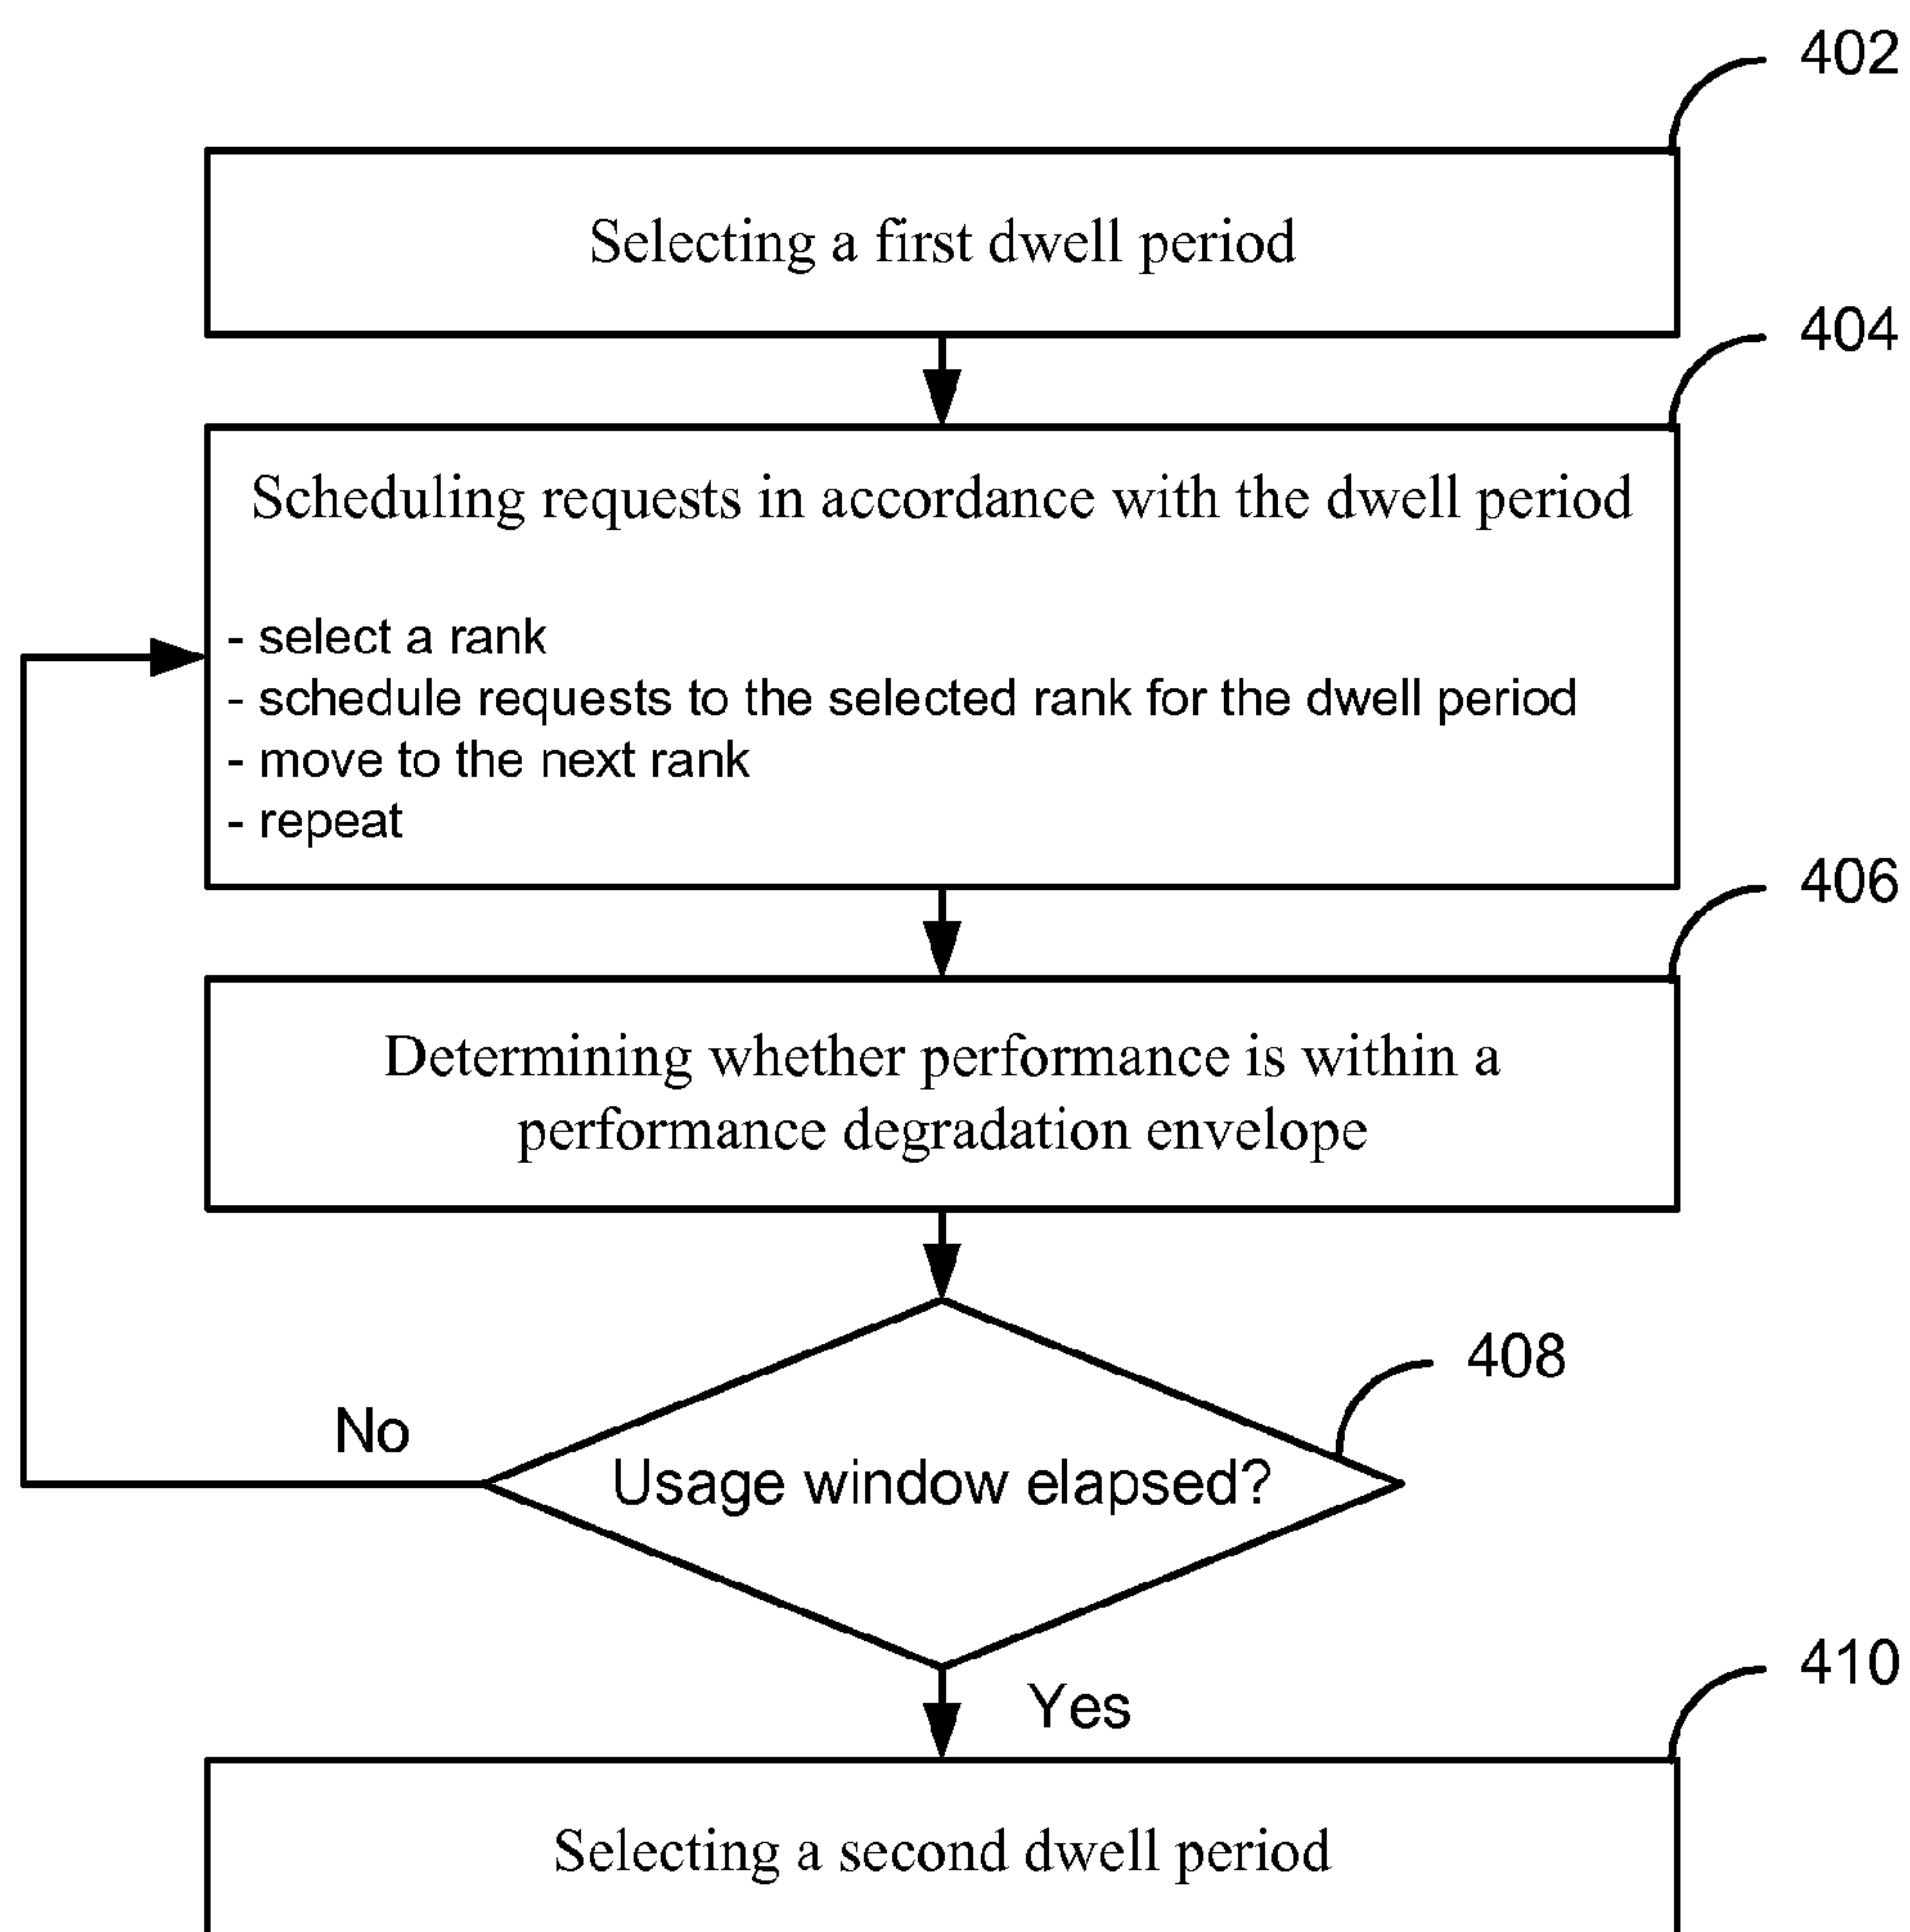 402
Selecting a first dwell period
404
Scheduling requests in accordance with the dwell period
- select a rank
- schedule requests to the selected rank for the dwell period
- move to the next rank
- repeat
406
Determining whether performance is within a
performance degradation envelope
408
No
Usage window elapsed?
Yes
410
Selecting a second dwell period